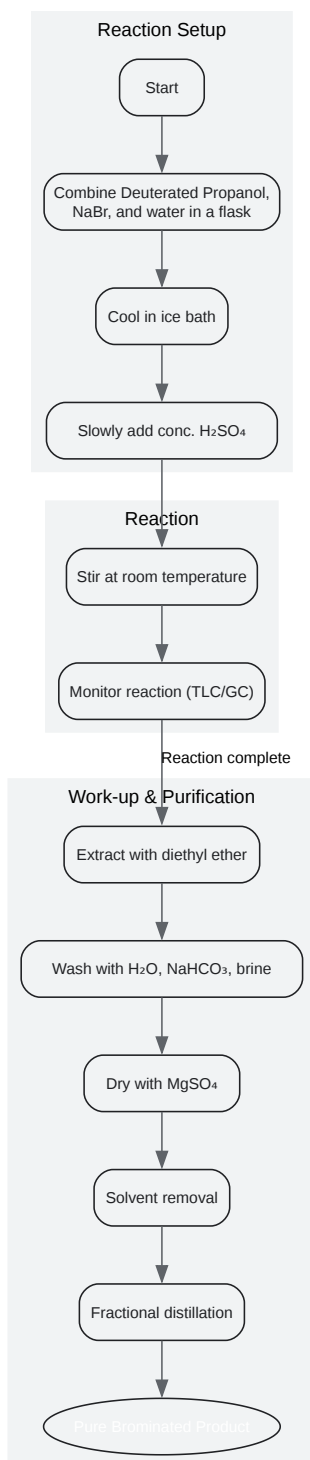 Reaction Setup
Start
Combine Deuterated Propanol,
NaBr, and water in a flask
Cool in ice bath
Slowly add conc. H₂SO₄
Reaction
Stir at room temperature
Monitor reaction (TLC/GC)
Reaction complete
Work-up & Purification
Extract with diethyl ether
Wash with H₂O, NaHCO₃, brine
Dry with MgSO₄
Solvent removal
Fractional distillation
Pure Brominated Product